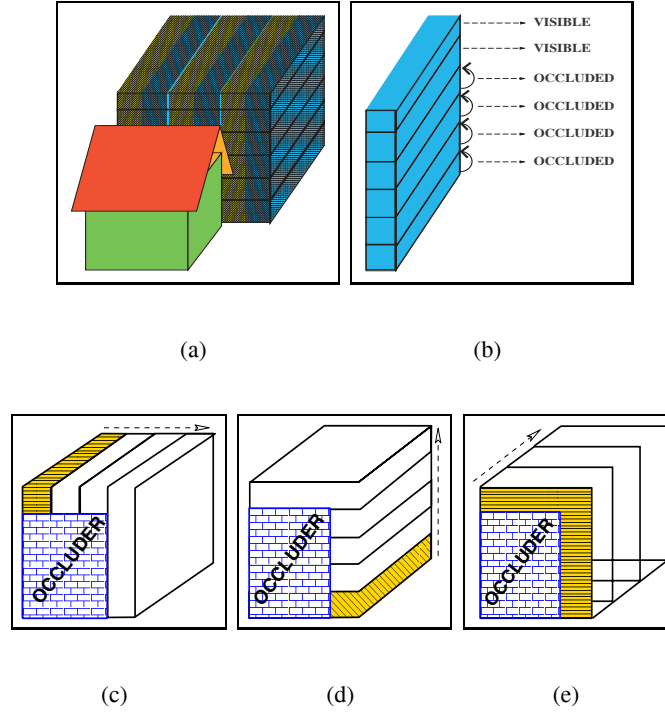 VISIBLE
VISIBLE
OCCLUDED
OCCLUDED
OCCLUDED
OCCLUDED
(a)
(b)
OCCLUDER
OCCLUDER
OCCLUDER
(c)
(d)
(e)